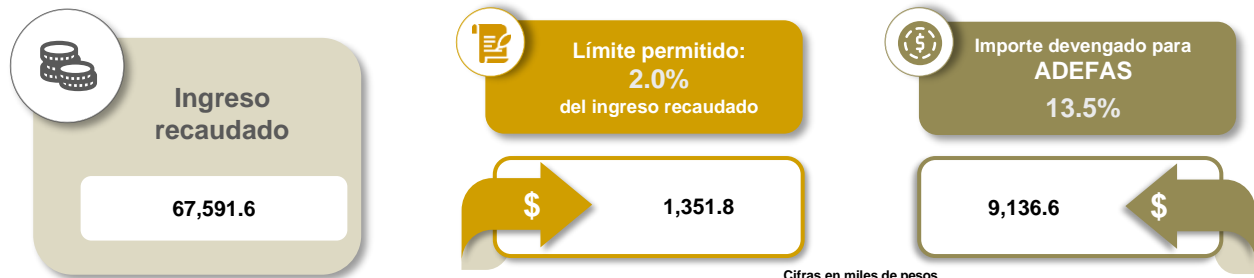 Ingreso
recaudado
67,591.6
Límite permitido:
2.0%
del ingreso recaudado
$
1,351.8
Importe devengado para
ADEFAS
13.5%
9,136.6
$
Cifras en miles de pesos